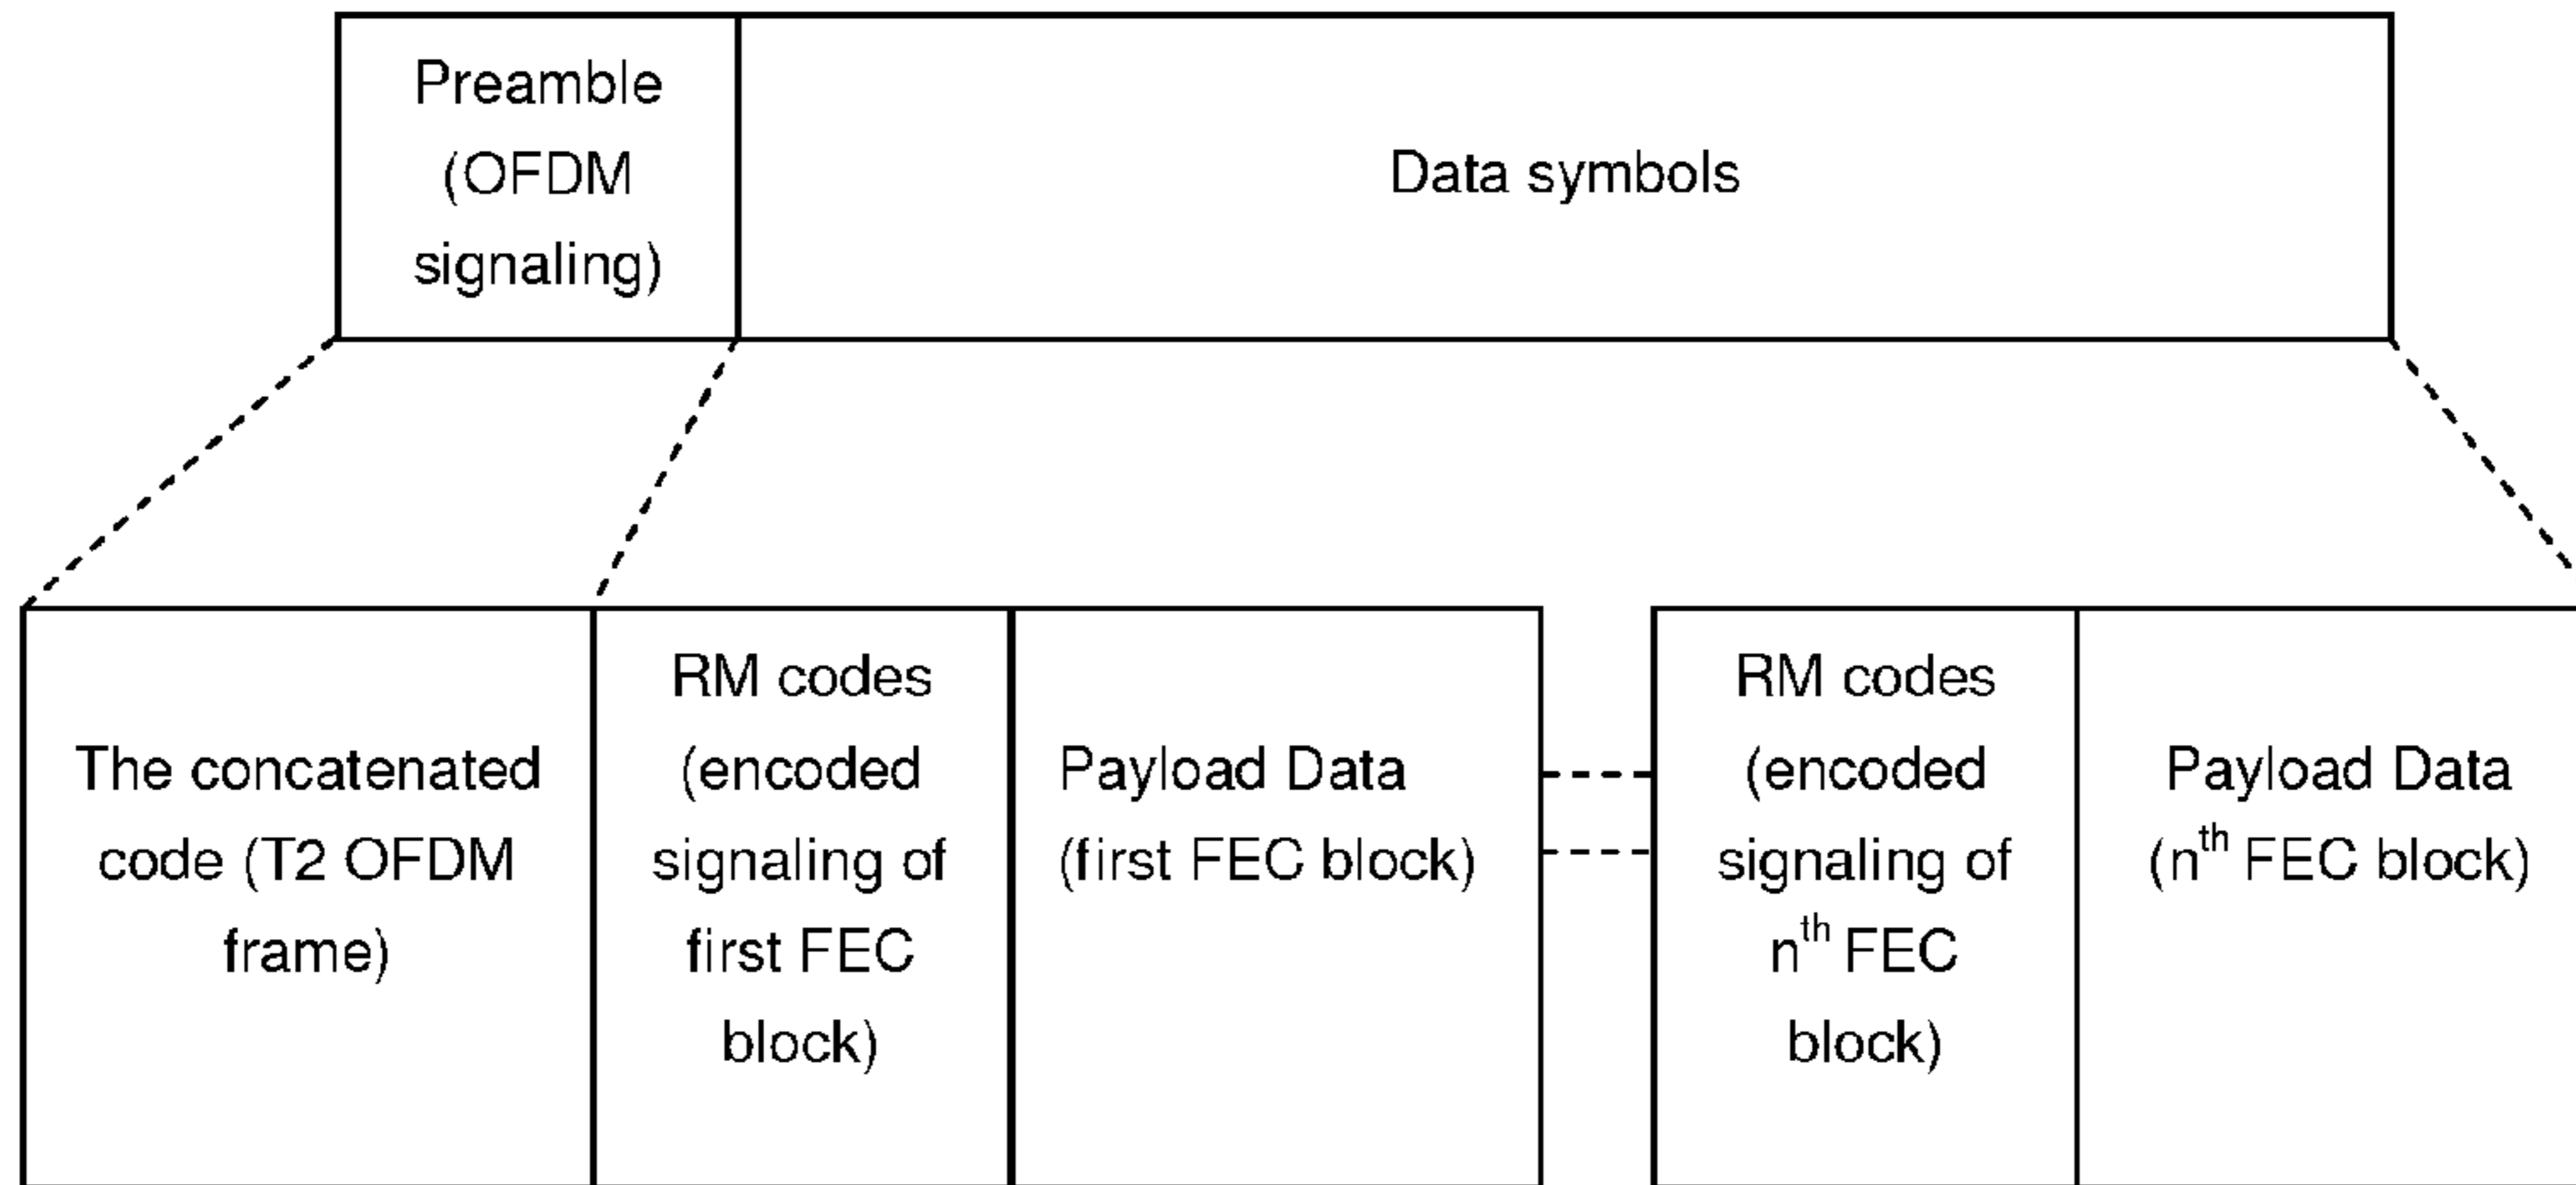 Preamble
(OFDM
signaling)
Data symbols
The concatenated
code (T2 OFDM
frame)
RM codes
(encoded
signaling of
first FEC
block)
Payload Data
(first FEC block)
RM codes
(encoded
signaling of
nth FEC
block)
Payload Data
(nth FEC block)